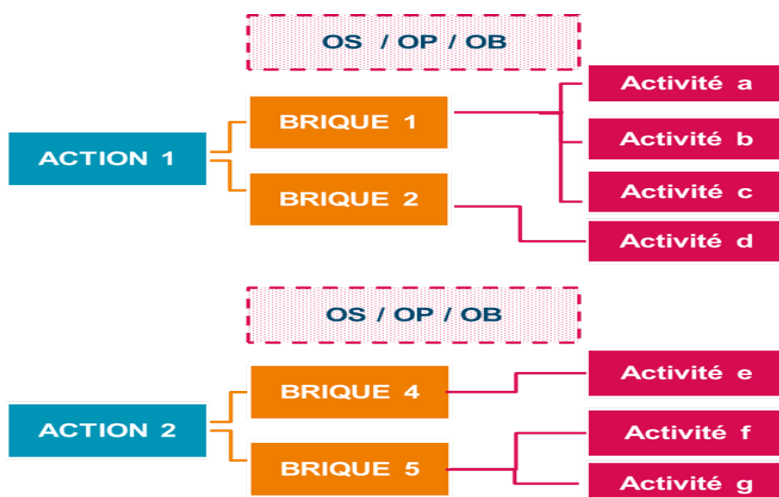 OS / OP / OB
ACTION 1
BRIQUE 1
BRIQUE 2
Activité a
Activité b
Activité c
Activité d
OS / OP / OB
ACTION 2
BRIQUE 4
BRIQUE 5
Activité e
Activité f
Activité g